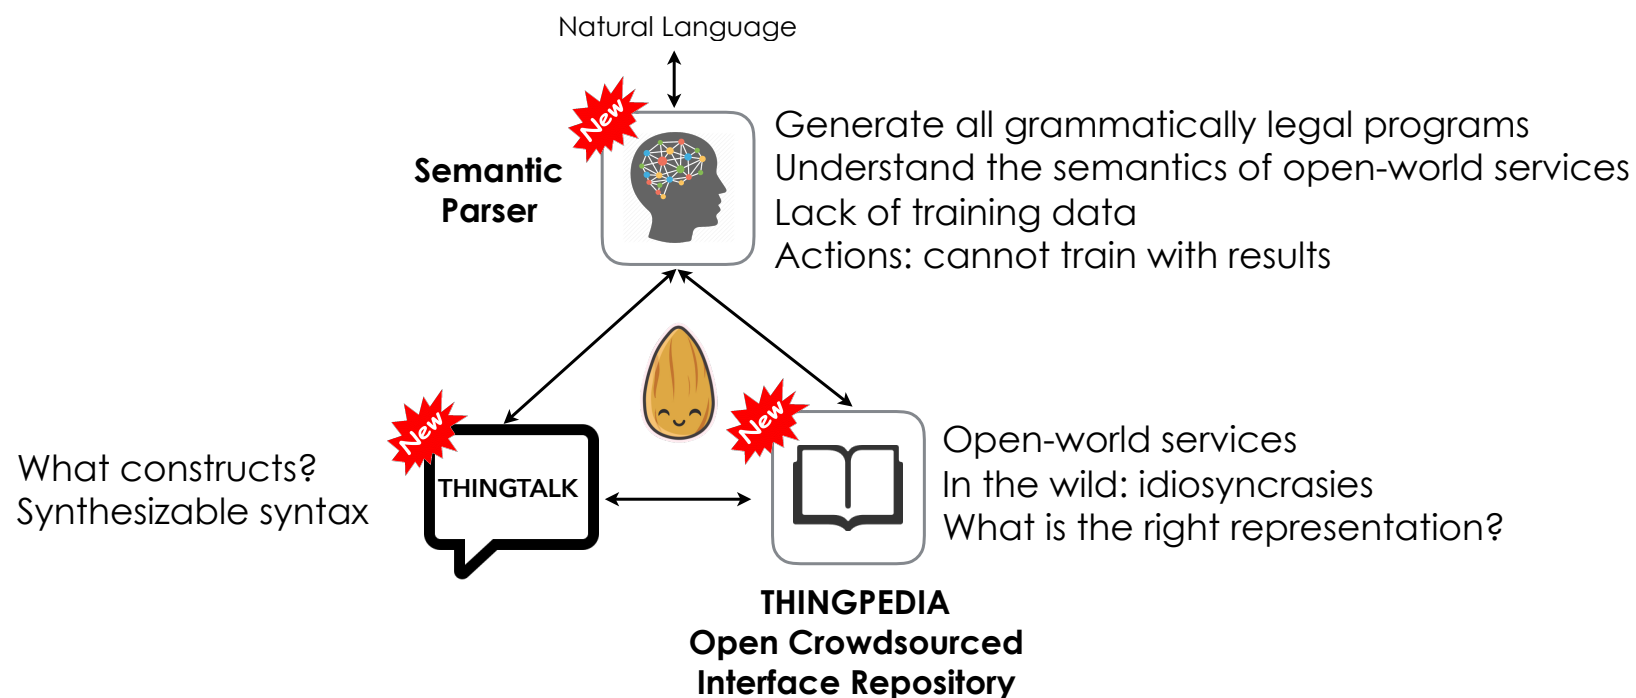 Natural Language
New
Semantic
Parser
Generate all grammatically legal programs
Understand the semantics of open-world services
Lack of training data
Actions: cannot train with results
New
What constructs?
Synthesizable syntax
THINGTALK
New
Open-world services
In the wild: idiosyncrasies
What is the right representation?
THINGPEDIA
Open Crowdsourced
Interface Repository